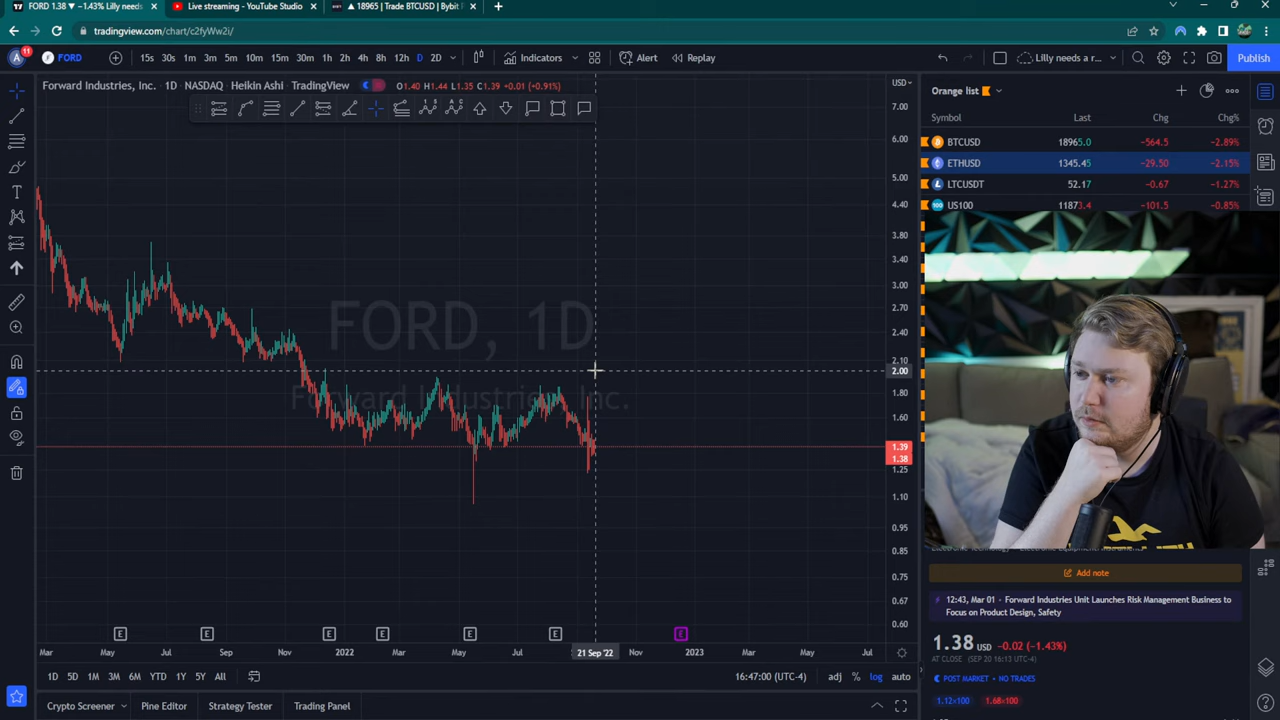 FORD 1.38 ▼ −1.43% Lilly needs
Live streaming - YouTube Studio
▲ 18965 | Trade BTCUSD | Bybit
tradingview.com/chart/c2fyWw2i/
11
FORD
15s 30s 1m 3m 5m 10m 15m 30m 1h 2h 4h 8h 12h D 2D
Indicators
Alert
Replay
Lilly needs a r...
Publish
Forward Industries, Inc. 1D NASDAQ Heikin Ashi TradingView
O1.40 H1.44 L1.35 C1.39 +0.01 (+0.91%)
USD
7.00
6.00
5.00
4.40
3.80
3.40
3.00
2.70
2.40
2.10
2.00
1.80
1.60
1.39
1.38
1.25
1.10
0.95
0.85
0.75
0.67
0.60
FORD, 1D
Forward Industries, Inc.
E E E E E E E
Mar May Jul Sep Nov 2022 Mar May Jul 21 Sep '22 Nov 2023 Mar May Jul
1D 5D 1M 3M 6M YTD 1Y 5Y All
16:47:00 (UTC-4)
adj % log auto
Crypto Screener Pine Editor Strategy Tester Trading Panel
Orange list
Symbol Last Chg Chg%
BTCUSD 18965.0 −564.5 −2.89%
ETHUSD 1345.45 −29.50 −2.15%
LTCUSDT 52.17 −0.67 −1.27%
US100 11873.4 −101.5 −0.85%
Add note
12:43, Mar 01 • Forward Industries Unit Launches Risk Management Business to
Focus on Product Design, Safety
1.38 USD −0.02 (−1.43%)
AT CLOSE (SEP 20 16:13 UTC-4)
POST MARKET • NO TRADES
1.12×100 1.68×100